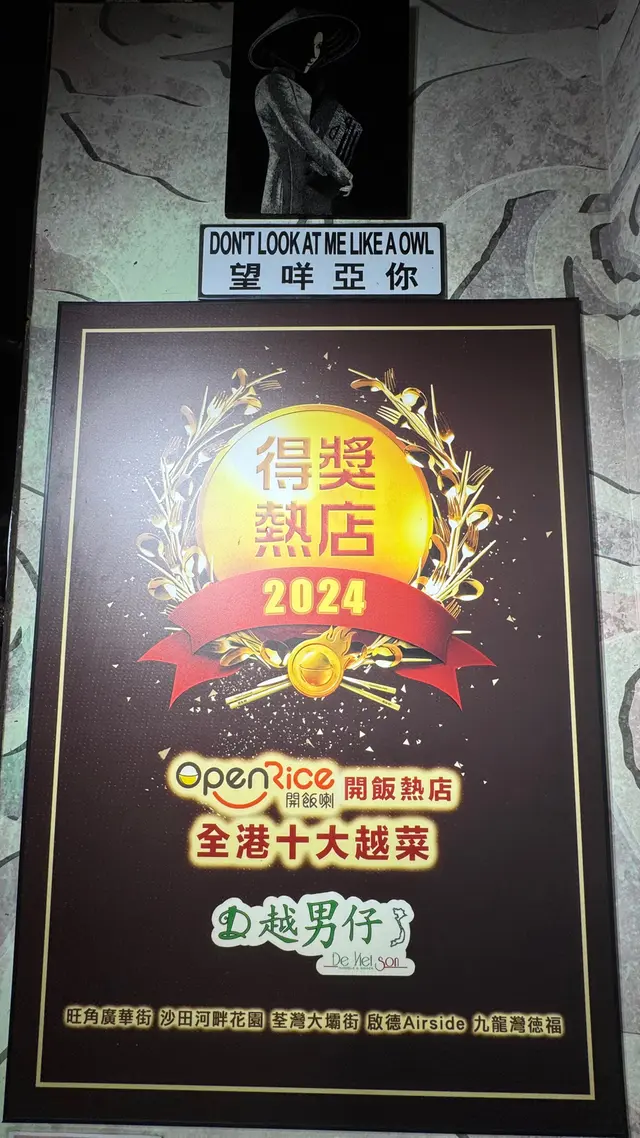 DON'T LOOK AT ME LIKE A OWL
望咩亞你
得獎
熱店
2024
OpenRice 開飯熱店
開飯喇
全港十大越菜
D越男仔
De Viet Son
旺角廣華街 沙田河畔花園 荃灣大壩街 啟德Airside 九龍灣德福